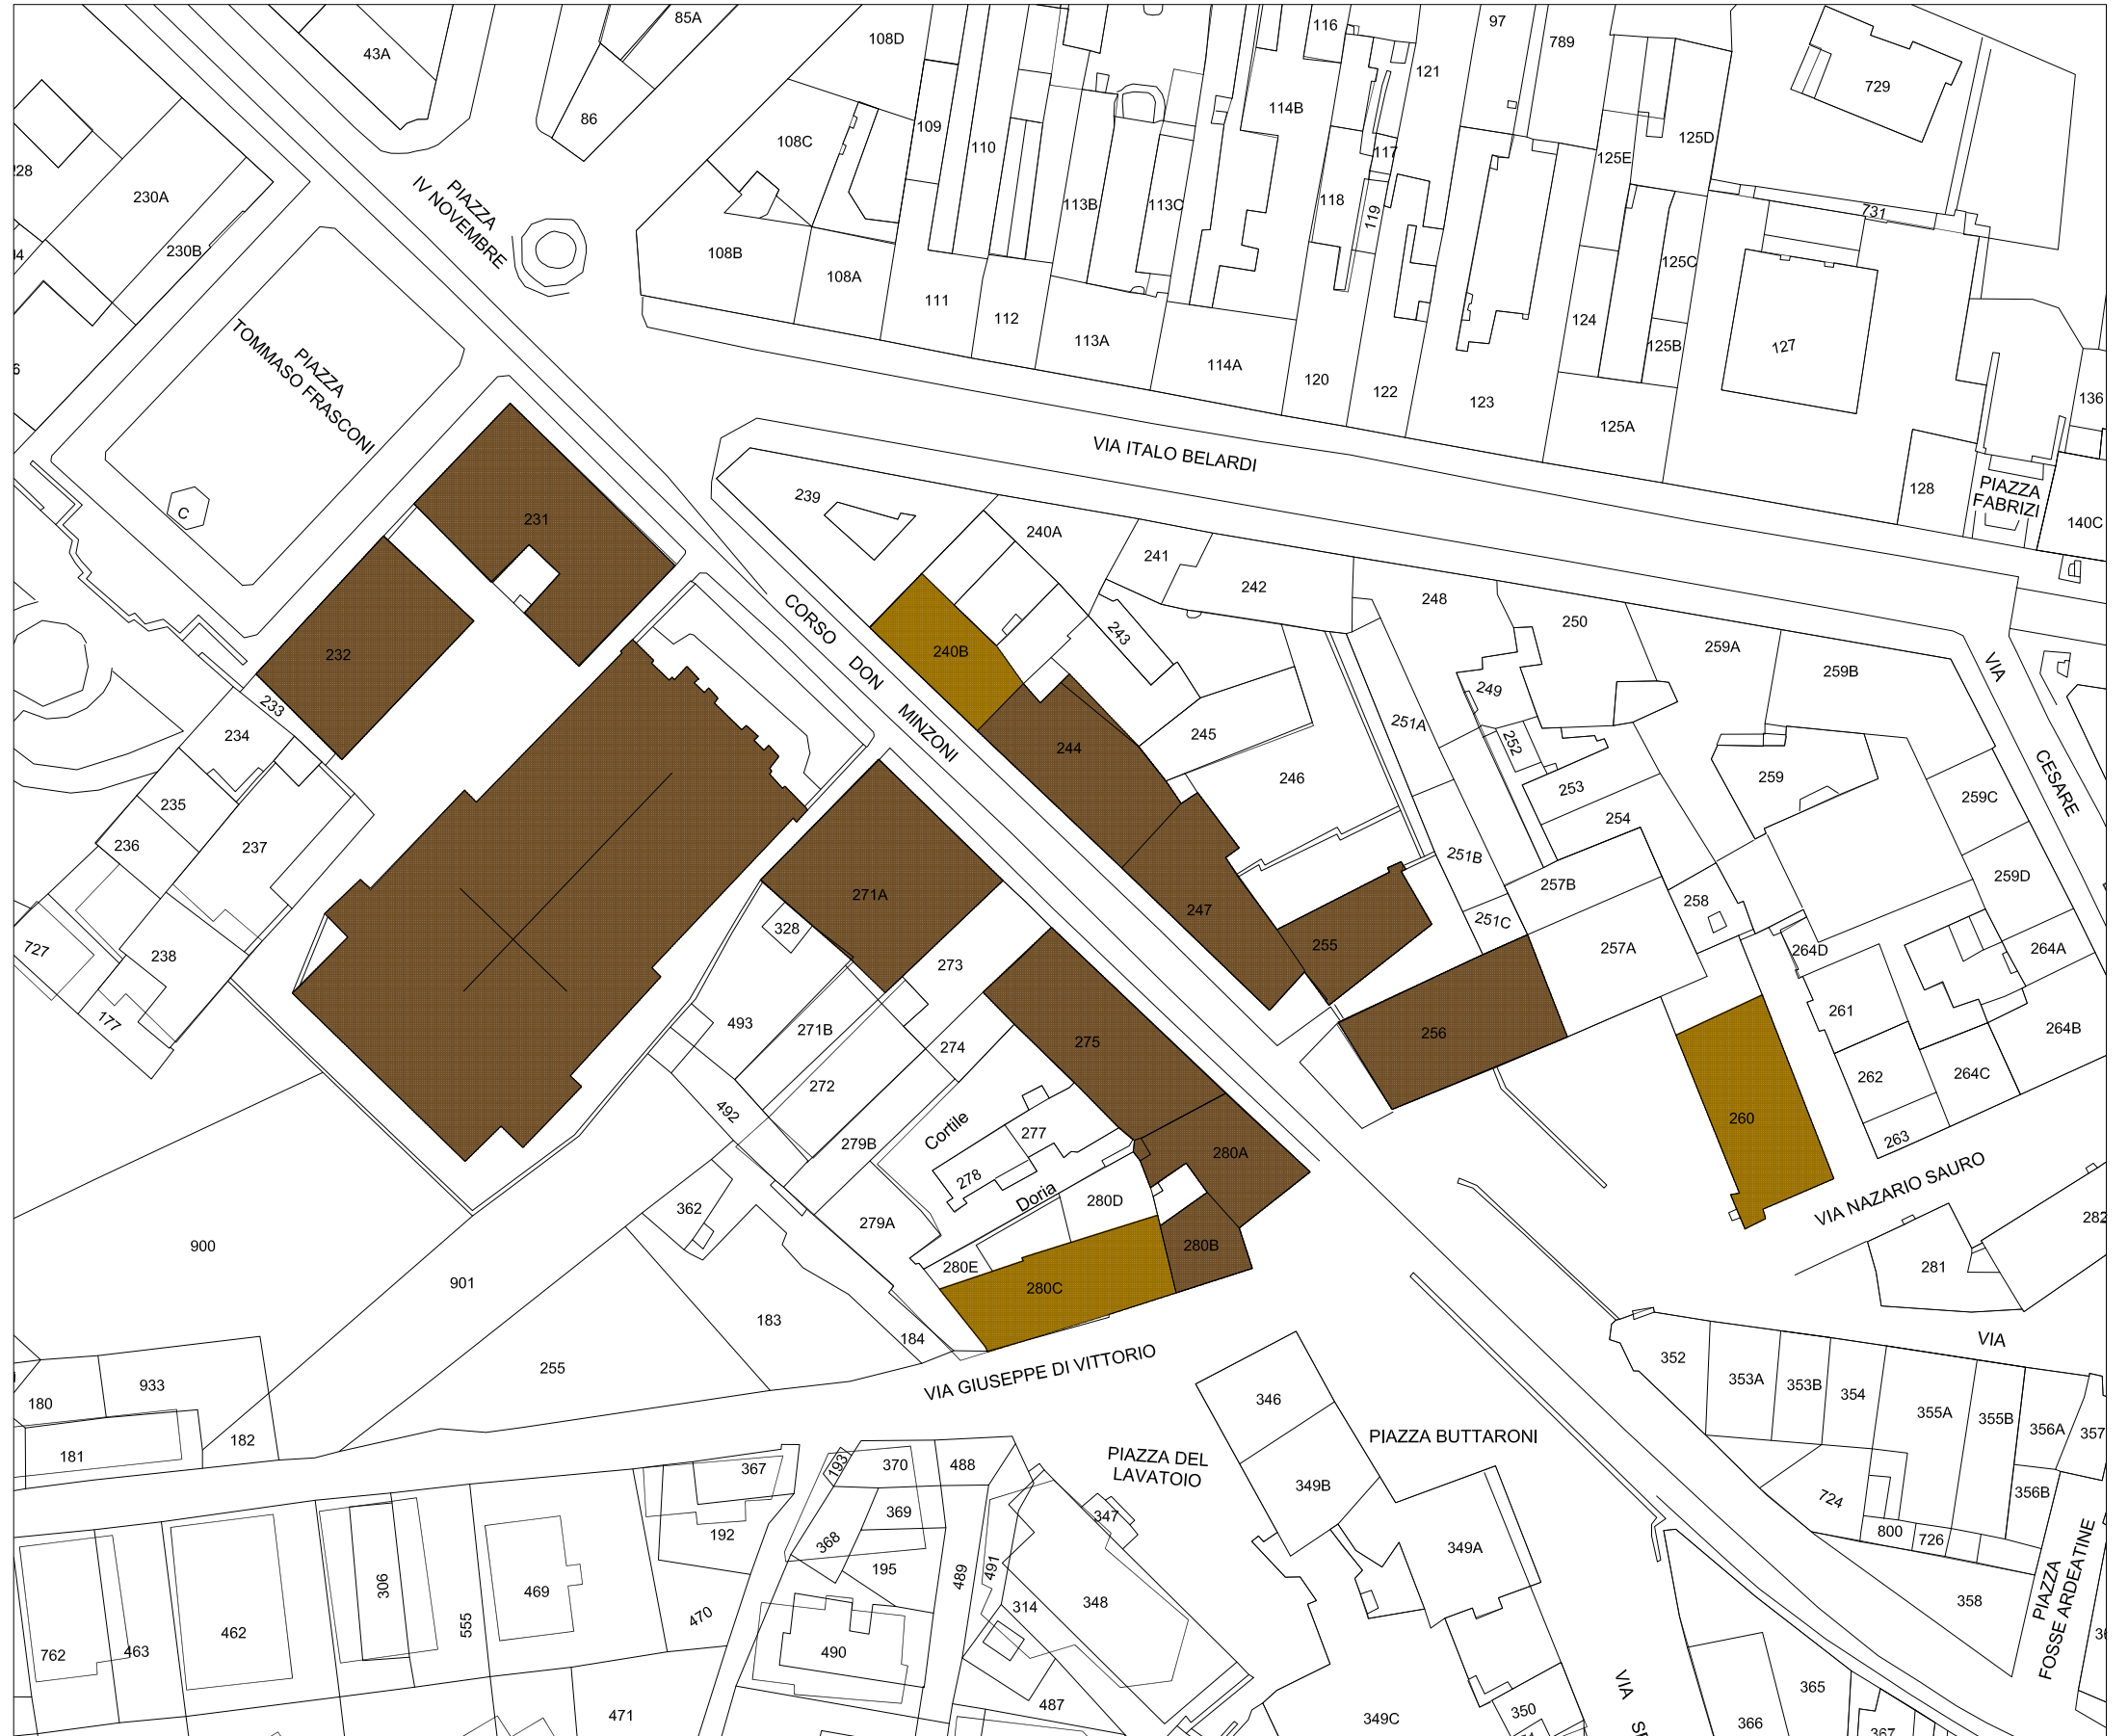 43A
85A
86
108D
108C
109
110
116
114B
121
97
789
729
117
125D
125E
28
230A
230B
PIAZZA
IV NOVEMBRE
113B
113C
118
119
731
108B
108A
125C
111
112
113A
114A
120
122
123
124
125B
127
125A
136
PIAZZA
TOMMASO FRASCONI
C
VIA ITALO BELARDI
128
PIAZZA
FABRIZI
140C
231
239
240A
241
242
248
250
259A
259B
VIA
CESARE
232
233
234
235
236
237
238
727
177
CORSO
DON
MINZONI
240B
243
244
245
246
249
251A
252
253
254
259
259C
251B
257B
258
259D
251C
257A
264D
264A
247
255
256
271A
328
273
493
271B
272
274
275
492
279B
Cortile
277
278
Doria
280A
280D
280B
280E
280C
279A
362
261
262
263
264B
264C
260
VIA NAZARIO SAURO
281
282
900
901
183
184
255
VIA GIUSEPPE DI VITTORIO
180
933
181
182
VIA
352
353A
353B
354
355A
355B
356A
357
356B
724
800
726
358
PIAZZA
FOSSE ARDEATINE
346
349B
PIAZZA BUTTARONI
PIAZZA DEL
LAVATOIO
347
349A
348
367
192
193
370
488
369
368
195
489
491
314
490
487
762
463
462
306
555
469
470
471
349C
350
VIA
365
366
367